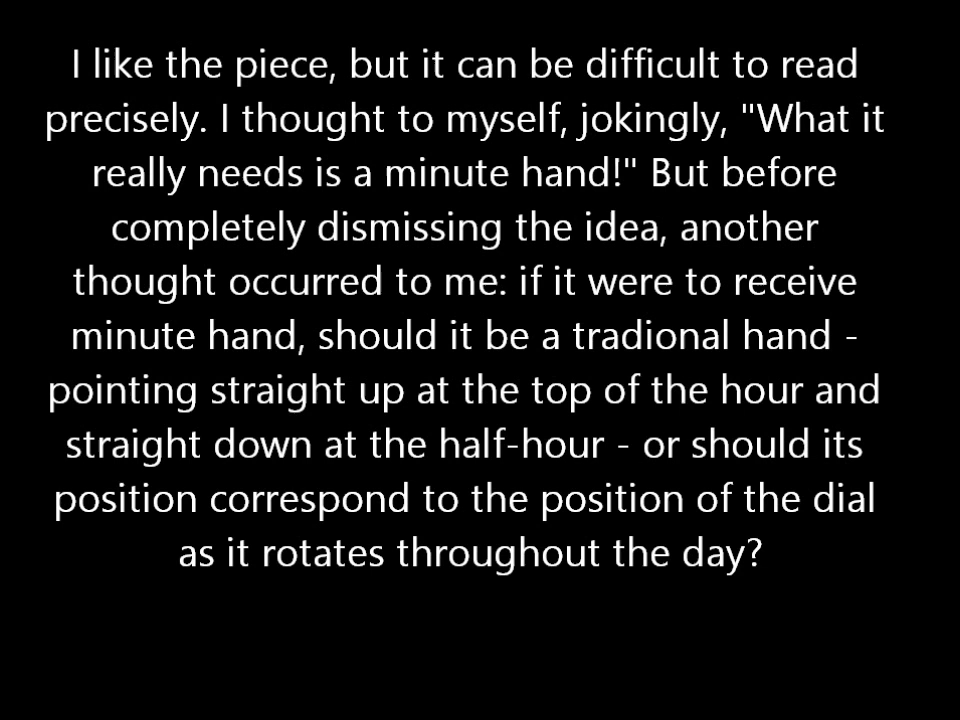 I like the piece, but it can be difficult to read
precisely. I thought to myself, jokingly, "What it
really needs is a minute hand!" But before
completely dismissing the idea, another
thought occurred to me: if it were to receive
minute hand, should it be a tradional hand -
pointing straight up at the top of the hour and
straight down at the half-hour - or should its
position correspond to the position of the dial
as it rotates throughout the day?